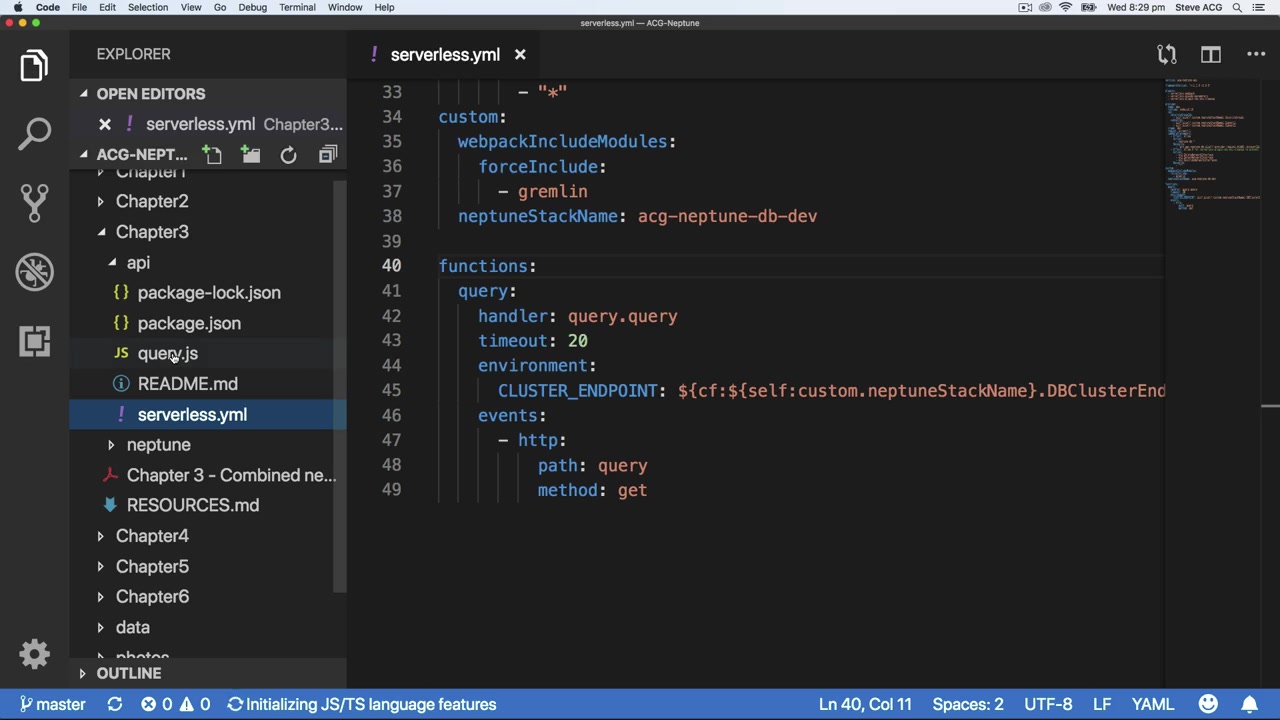 Code File Edit Selection View Go Debug Terminal Window Help Wed 8:29 pm Steve ACG
serverless.yml — ACG-Neptune
EXPLORER
OPEN EDITORS
serverless.yml Chapter3...
ACG-NEPT...
Chapter1
Chapter2
Chapter3
api
package-lock.json
package.json
JS query.js
README.md
serverless.yml
neptune
Chapter 3 - Combined ne...
RESOURCES.md
Chapter4
Chapter5
Chapter6
data
photos
OUTLINE
serverless.yml
33 - "*"
34 custom:
35 webpackIncludeModules:
36 forceInclude:
37 - gremlin
38 neptuneStackName: acg-neptune-db-dev
39
40 functions:
41 query:
42 handler: query.query
43 timeout: 20
44 environment:
45 CLUSTER_ENDPOINT: ${cf:${self:custom.neptuneStackName}.DBClusterEnd
46 events:
47 - http:
48 path: query
49 method: get
master 0 0 Initializing JS/TS language features Ln 40, Col 11 Spaces: 2 UTF-8 LF YAML